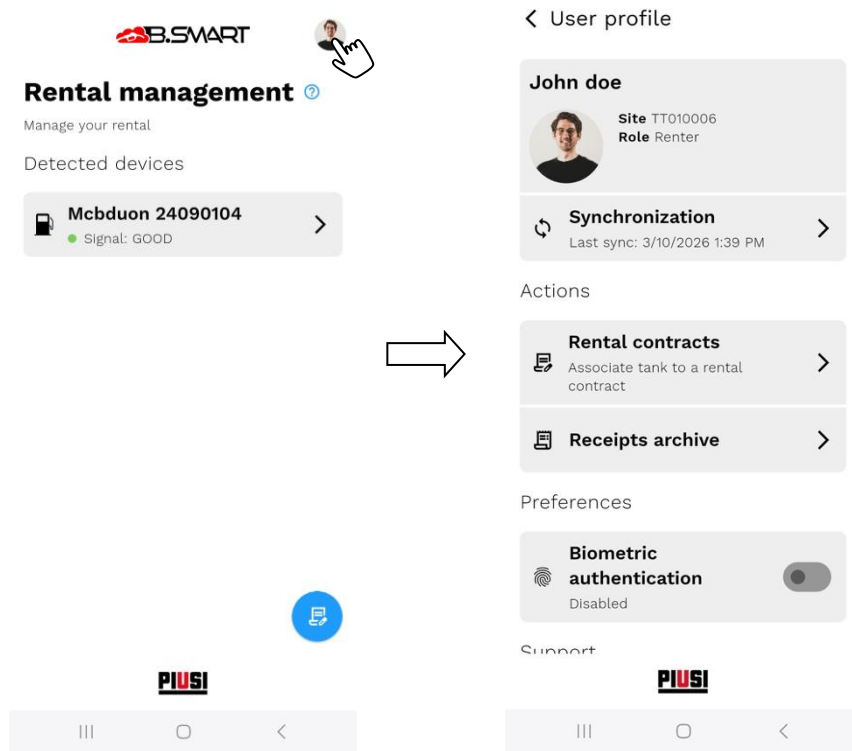 B.SMART
Rental management
Manage your rental
Detected devices
Mcbduon 24090104
Signal: GOOD
PIUSI
User profile
John doe
Site TT010006
Role Renter
Synchronization
Last sync: 3/10/2026 1:39 PM
Actions
Rental contracts
Associate tank to a rental
contract
Receipts archive
Preferences
Biometric
authentication
Disabled
Support
PIUSI